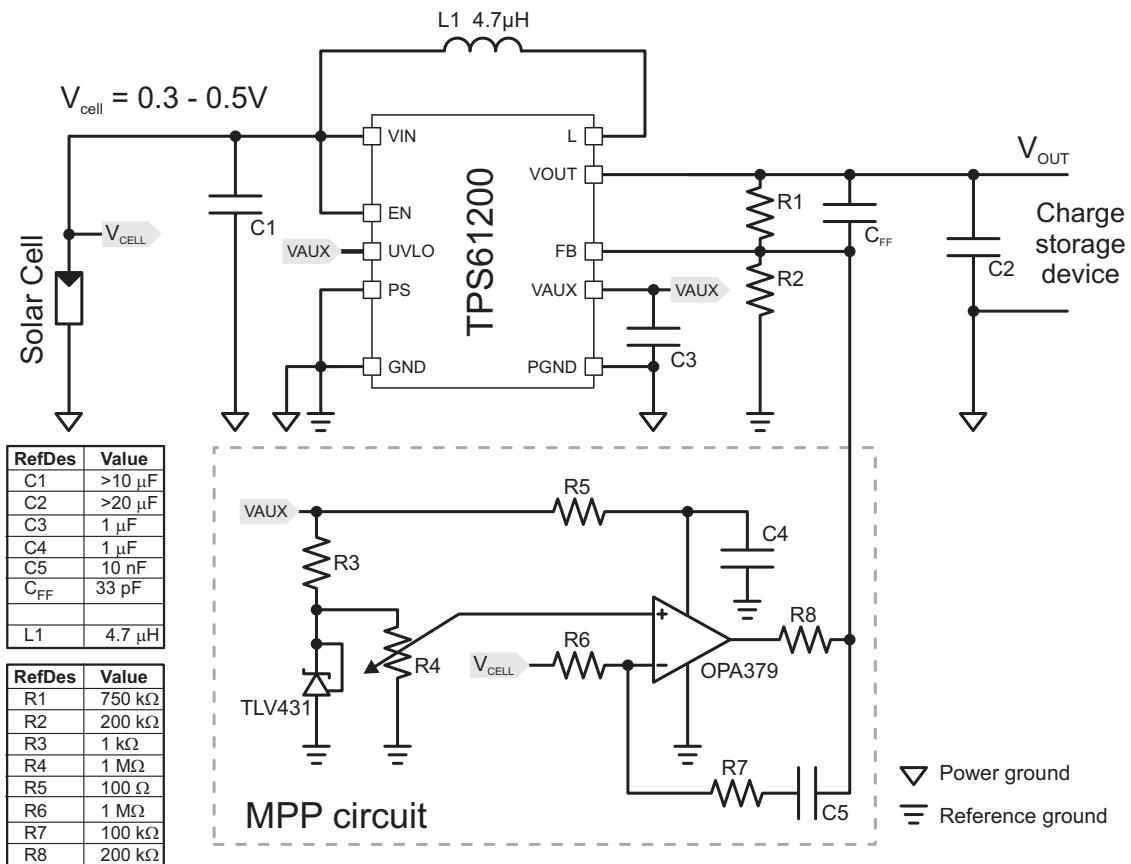 L1 4.7μH
V_cell = 0.3 - 0.5V
VIN
L
VOUT
V_OUT
EN
R1
C_FF
Charge
storage
device
V_CELL
C1
VAUX
UVLO
FB
C2
Solar Cell
TPS61200
PS
VAUX
VAUX
R2
GND
PGND
C3
RefDes Value
C1 >10 μF
C2 >20 μF
C3 1 μF
C4 1 μF
C5 10 nF
C_FF 33 pF
L1 4.7 μH
RefDes Value
R1 750 kΩ
R2 200 kΩ
R3 1 kΩ
R4 1 MΩ
R5 100 Ω
R6 1 MΩ
R7 100 kΩ
R8 200 kΩ
VAUX
R5
R3
C4
R4
R6
R8
V_CELL
+
−
OPA379
TLV431
R7
C5
MPP circuit
Power ground
Reference ground